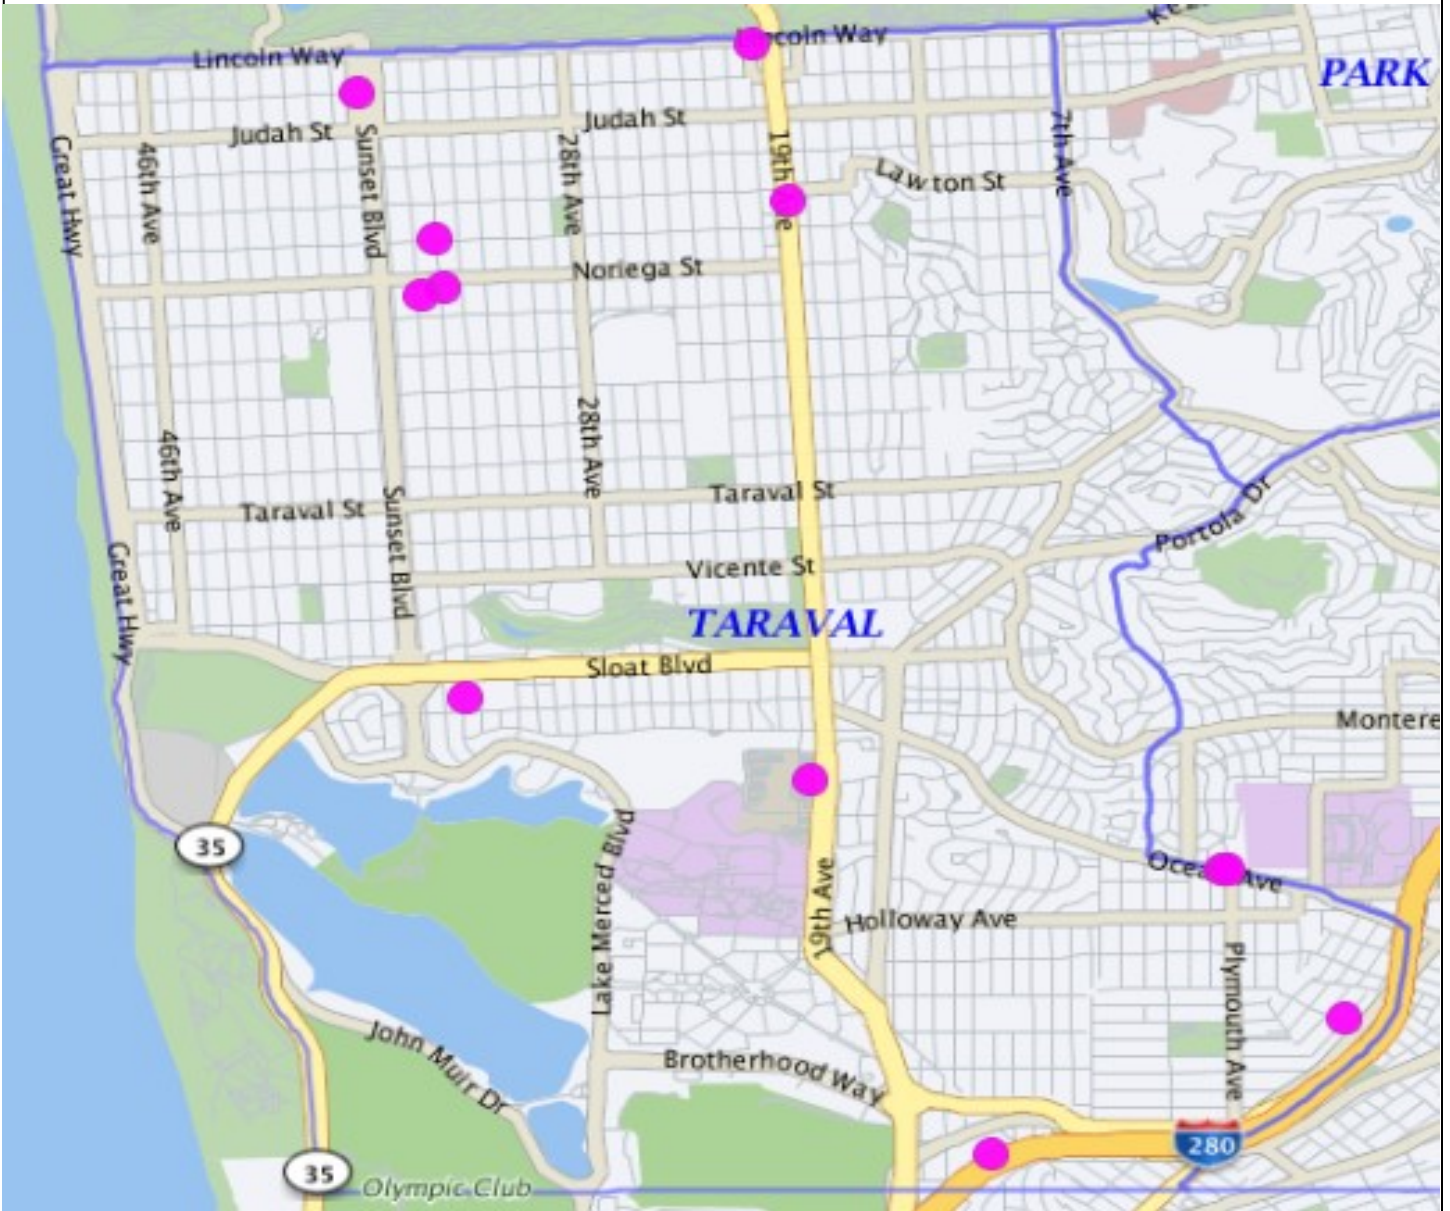 Lincoln Way
Lincoln Way
PARK
Judah St
Judah St
Great Hwy
46th Ave
Sunset Blvd
28th Ave
19th
7th Ave
Lawton St
Noriega St
46th Ave
28th Ave
Taraval St
Taraval St
Sunset Blvd
Portola Dr
Great Hwy
Vicente St
TARAVAL
Sloat Blvd
Montere
35
Lake Merced Blvd
19th Ave
Ocean Ave
Holloway Ave
Plymouth Ave
John Muir Dr
Brotherhood Way
280
35
Olympic Club